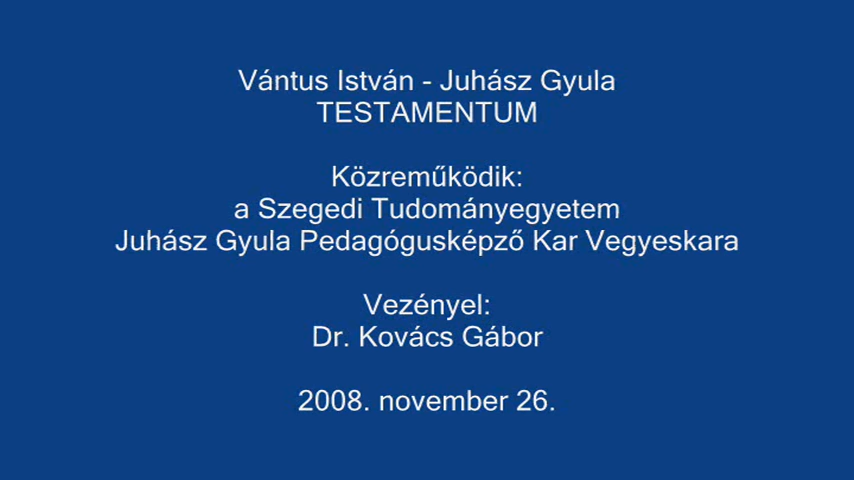 Vántus István - Juhász Gyula
TESTAMENTUM
Közreműködik:
a Szegedi Tudományegyetem
Juhász Gyula Pedagógusképző Kar Vegyeskara
Vezényel:
Dr. Kovács Gábor
2008. november 26.